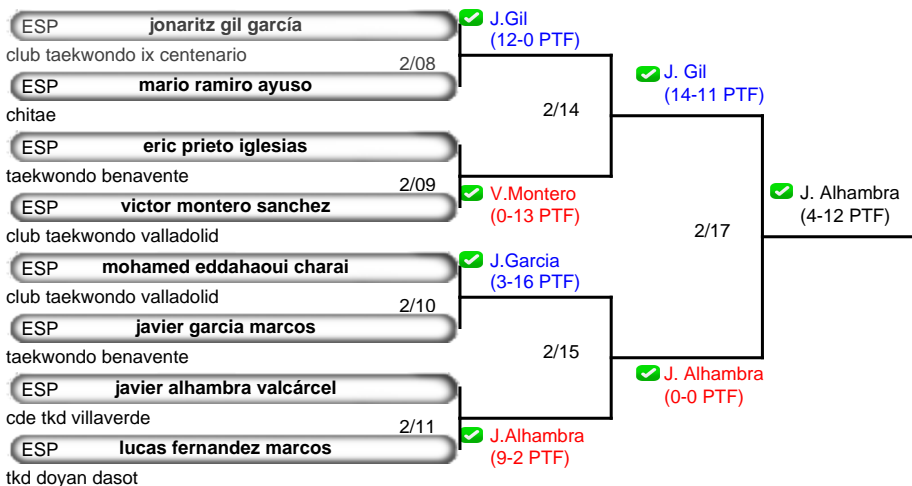 ESP jonaritz gil garcía
club taekwondo ix centenario
2/08
ESP mario ramiro ayuso
chitae
J.Gil
(12-0 PTF)
ESP eric prieto iglesias
taekwondo benavente
2/09
ESP victor montero sanchez
club taekwondo valladolid
V.Montero
(0-13 PTF)
2/14
J. Gil
(14-11 PTF)
ESP mohamed eddahaoui charai
club taekwondo valladolid
2/10
ESP javier garcia marcos
taekwondo benavente
J.Garcia
(3-16 PTF)
ESP javier alhambra valcárcel
cde tkd villaverde
2/11
ESP lucas fernandez marcos
tkd doyan dasot
J.Alhambra
(9-2 PTF)
2/15
J. Alhambra
(0-0 PTF)
2/17
J. Alhambra
(4-12 PTF)